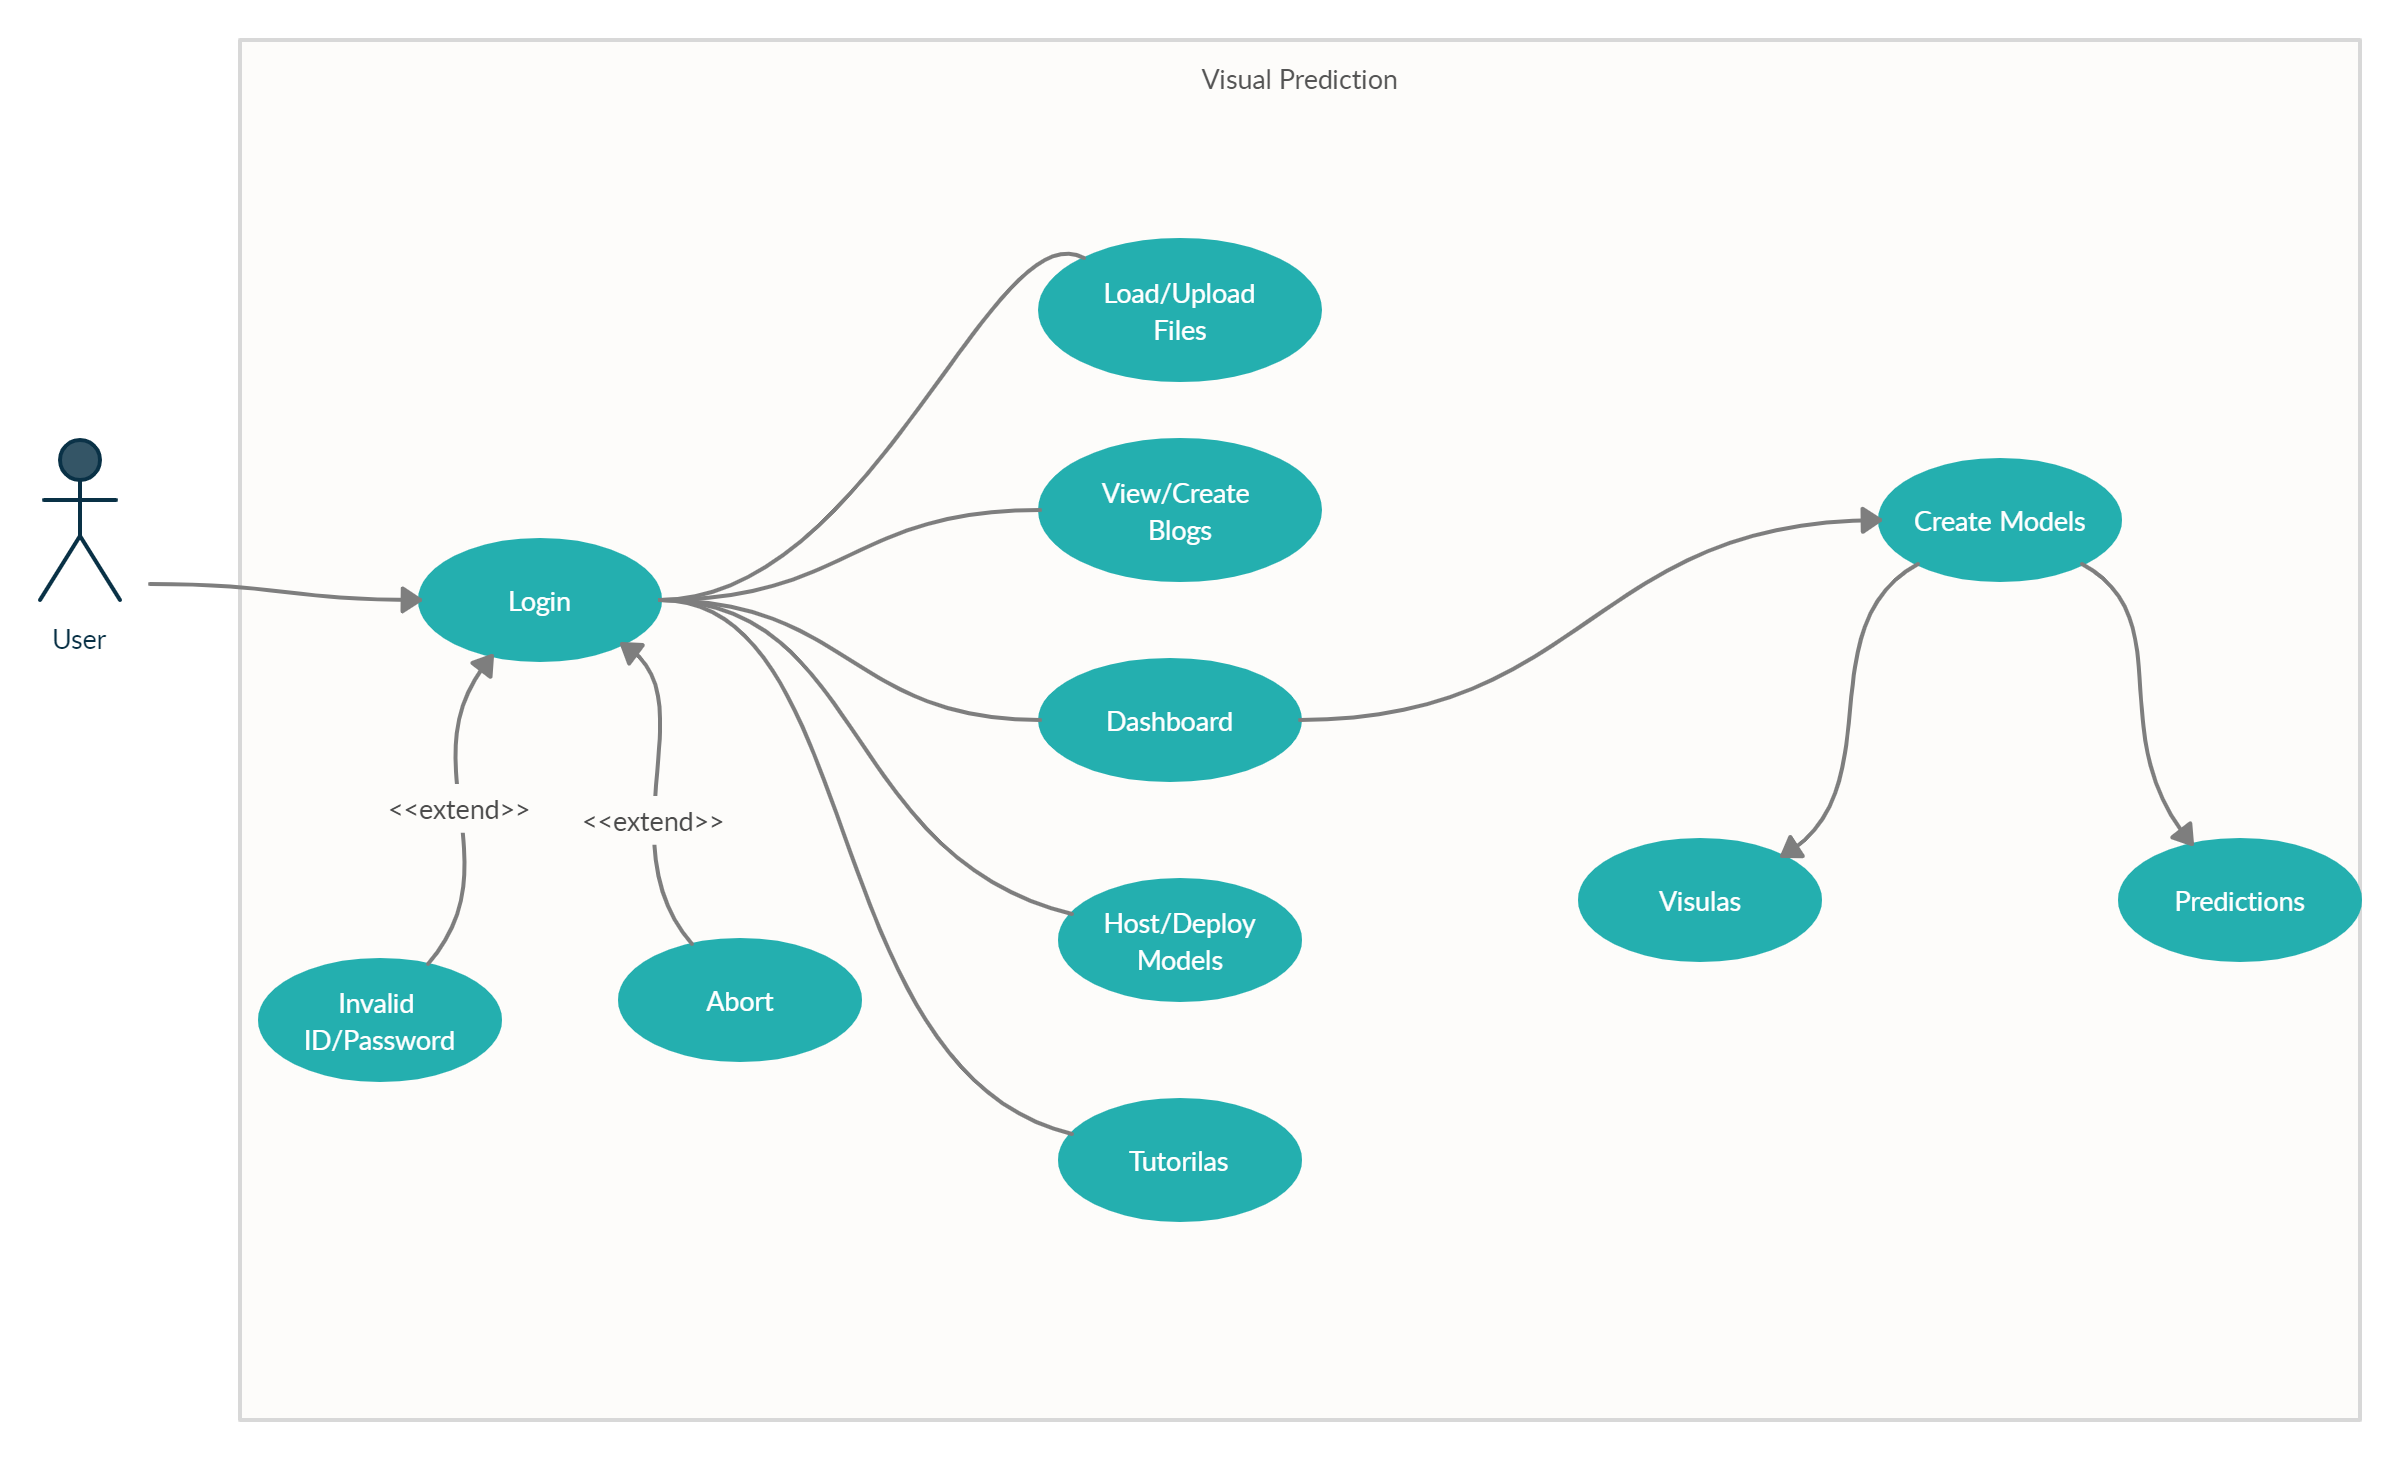 Visual Prediction
Load/Upload
Files
View/Create
Blogs
Create Models
Login
User
Dashboard
<<extend>>
<<extend>>
Visulas
Predictions
Host/Deploy
Models
Invalid
ID/Password
Abort
Tutorilas